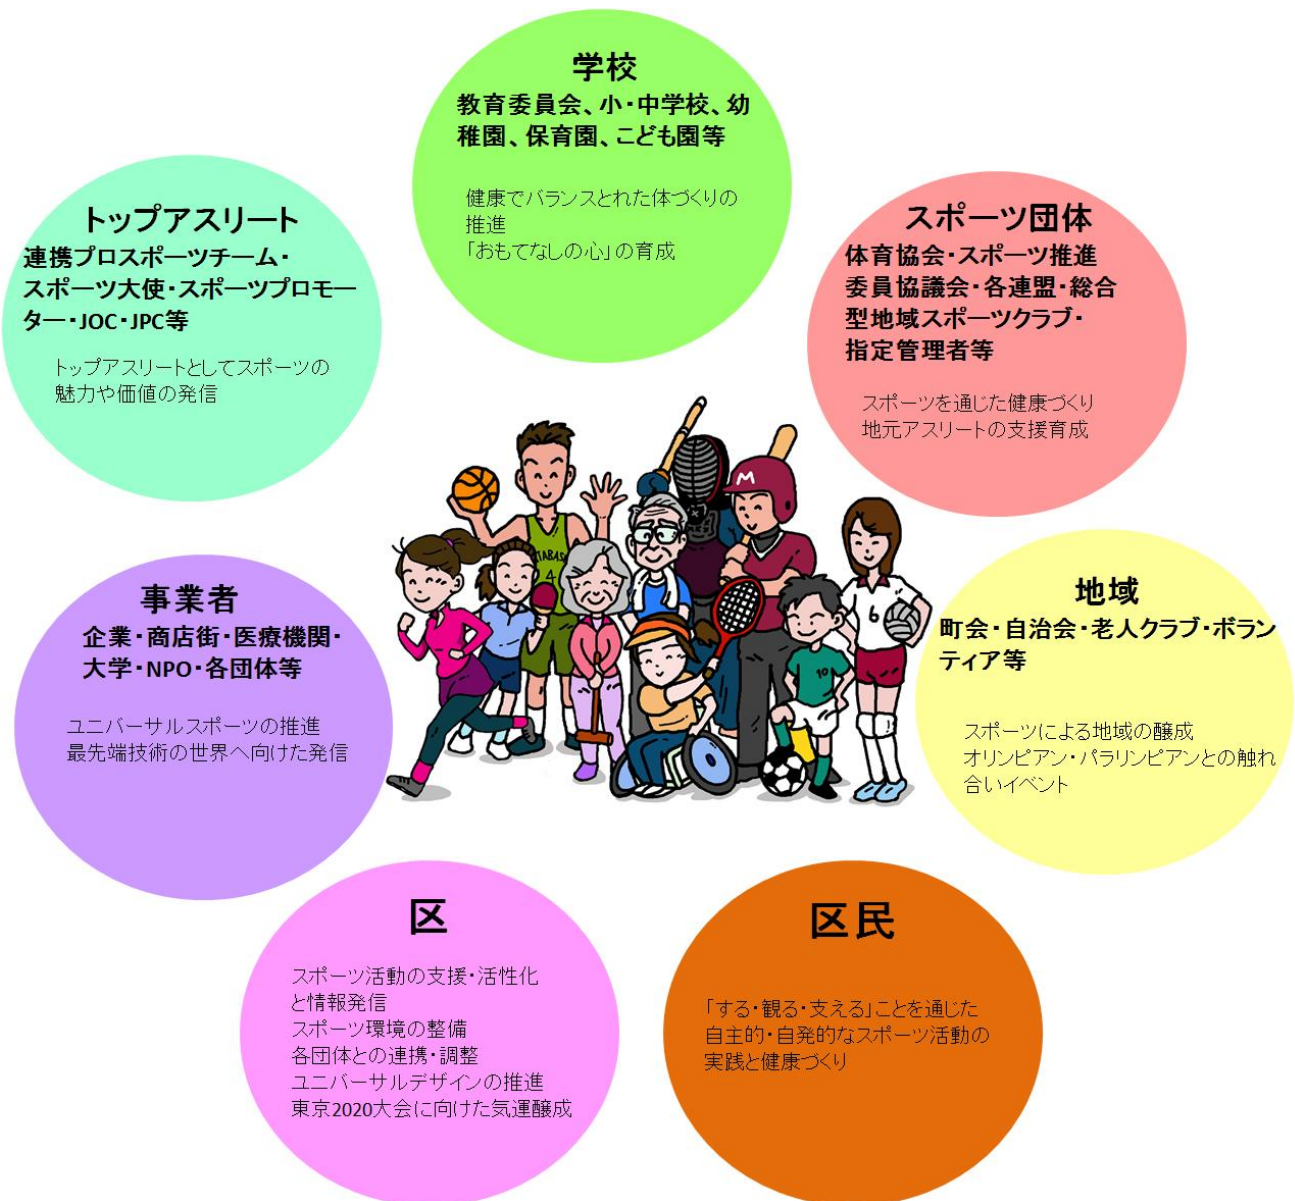 学校
教育委員会、小・中学校、幼
稚園、保育園、こども園等
健康でバランスとれた体づくりの
推進
「おもてなしの心」の育成
トップアスリート
連携プロスポーツチーム・
スポーツ大使・スポーツプロモー
ター・JOC・JPC等
トップアスリートとしてスポーツの
魅力や価値の発信
スポーツ団体
体育協会・スポーツ推進
委員協議会・各連盟・総合
型地域スポーツクラブ・
指定管理者等
スポーツを通じた健康づくり
地元アスリートの支援育成
M
TABAS
4
6
10
事業者
企業・商店街・医療機関・
大学・NPO・各団体等
ユニバーサルスポーツの推進
最先端技術の世界へ向けた発信
地域
町会・自治会・老人クラブ・ボラン
ティア等
スポーツによる地域の醸成
オリンピアン・パラリンピアンとの触れ
合いイベント
区
スポーツ活動の支援・活性化
と情報発信
スポーツ環境の整備
各団体との連携・調整
ユニバーサルデザインの推進
東京2020大会に向けた気運醸成
区民
「する・観る・支える」ことを通じた
自主的・自発的なスポーツ活動の
実践と健康づくり